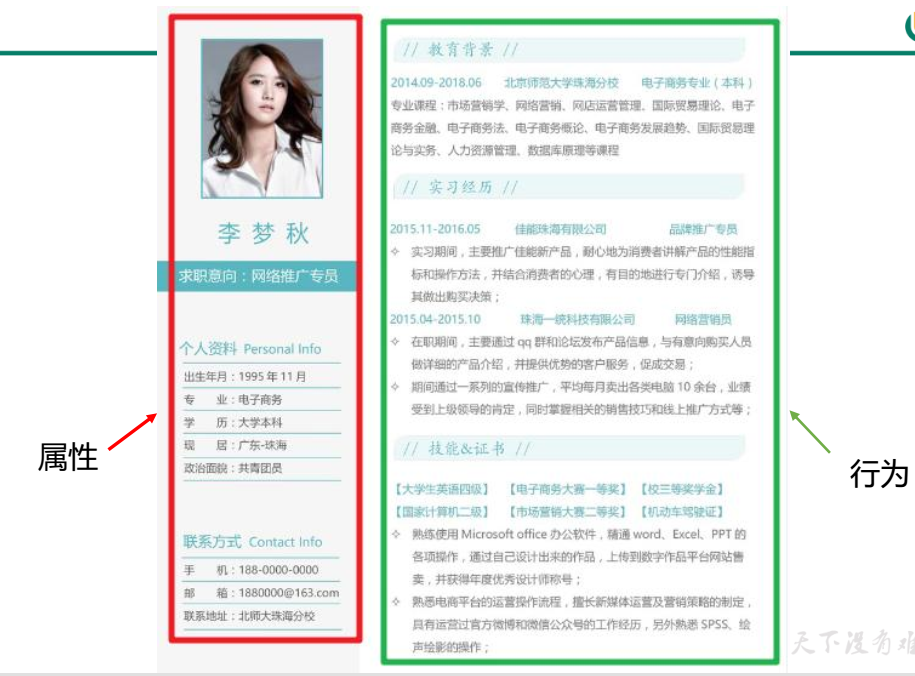 李梦秋
求职意向：网络推广专员
个人资料 Personal Info
出生年月：1995 年 11 月
专 业：电子商务
学 历：大学本科
现 居：广东-珠海
政治面貌：共青团员
联系方式 Contact Info
手 机：188-0000-0000
邮 箱：1880000@163.com
联系地址：北师大珠海分校
属性
// 教育背景 //
2014.09-2018.06 北京师范大学珠海分校 电子商务专业（本科）
专业课程：市场营销学、网络营销、网店运营管理、国际贸易理论、电子
商务金融、电子商务法、电子商务概论、电子商务发展趋势、国际贸易理
论与实务、人力资源管理、数据库原理等课程
// 实习经历 //
2015.11-2016.05 佳能珠海有限公司 品牌推广专员
✧ 实习期间，主要推广佳能新产品，耐心地为消费者讲解产品的性能指
标和操作方法，并结合消费者的心理，有目的地进行专门介绍，诱导
其做出购买决策；
2015.04-2015.10 珠海一统科技有限公司 网络营销员
✧ 在职期间，主要通过 qq 群和论坛发布产品信息，与有意向购买人员
做详细的产品介绍，并提供优势的客户服务，促成交易；
✧ 期间通过一系列的宣传推广，平均每月卖出各类电脑 10 余台，业绩
受到上级领导的肯定，同时掌握相关的销售技巧和线上推广方式等；
// 技能&证书 //
【大学生英语四级】 【电子商务大赛一等奖】 【校三等奖学金】
【国家计算机二级】 【市场营销大赛二等奖】 【机动车驾驶证】
✧ 熟练使用 Microsoft office 办公软件，精通 word、Excel、PPT 的
各项操作，通过自己设计出来的作品，上传到数字作品平台网站售
卖，并获得年度优秀设计师称号；
✧ 熟悉电商平台的运营操作流程，擅长新媒体运营及营销策略的制定，
具有运营过官方微博和微信公众号的工作经历，另外熟悉 SPSS、绘
声绘影的操作；
行为
天下没有难